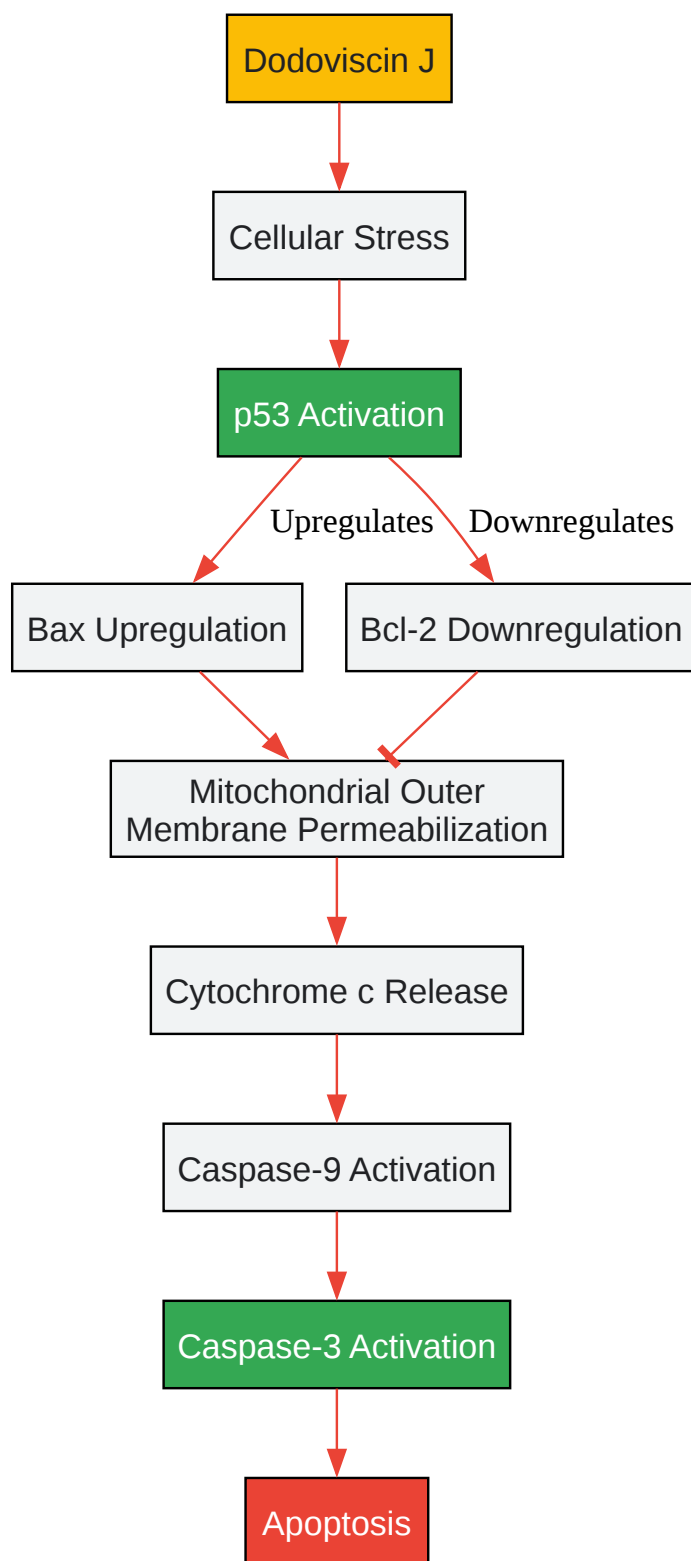 Dodoviscin J
Cellular Stress
p53 Activation
Upregulates
Downregulates
Bax Upregulation
Bcl-2 Downregulation
Mitochondrial Outer
Membrane Permeabilization
Cytochrome c Release
Caspase-9 Activation
Caspase-3 Activation
Apoptosis